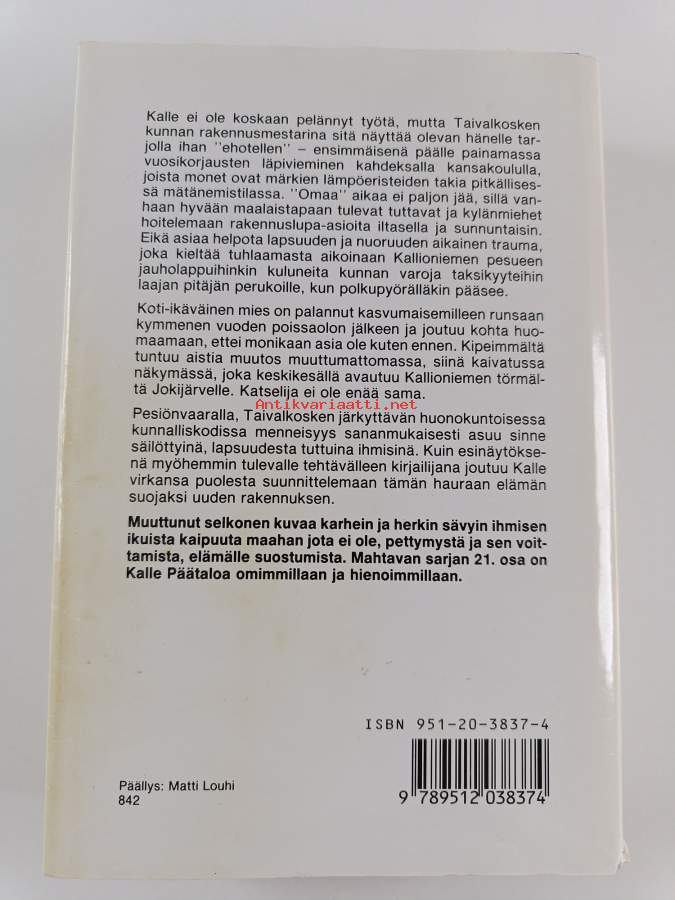 Kalle ei ole koskaan pelännyt työtä, mutta Taivalkosken
kunnan rakennusmestarina sitä näyttää olevan hänelle tar-
jolla ihan "ehotellen" – ensimmäisenä päälle painamassa
vuosikorjausten läpivieminen kahdeksalla kansakoululla,
joista monet ovat märkien lämpöeristeiden takia pitkällises-
sä mätänemistilassa. "Omaa" aikaa ei paljon jää, sillä van-
haan hyvään maalaistapaan tulevat tuttavat ja kylänmiehet
hoitelemaan rakennuslupa-asioita iltasella ja sunnuntaisin.
Eikä asiaa helpota lapsuuden ja nuoruuden aikainen trauma,
joka kieltää tuhlaamasta aikoinaan Kallioniemen pesueen
jauholappuihinkin kuluneita kunnan varoja taksikyyteihin
laajan pitäjän perukoille, kun polkupyörälläkin pääsee.
Koti-ikäväinen mies on palannut kasvumaisemilleen runsaan
kymmenen vuoden poissaolon jälkeen ja joutuu kohta huo-
maamaan, ettei monikaan asia ole kuten ennen. Kipeimmältä
tuntuu aistia muutos muuttumattomassa, siinä kaivatussa
näkymässä, joka keskikesällä avautuu Kallioniemen törmäl-
tä Jokijärvelle. Katselija ei ole enää sama.
Antikvariaatti.net
Pesiönvaaralla, Taivalkosken järkyttävän huonokuntoisessa
kunnalliskodissa menneisyys sananmukaisesti asuu sinne
säilöttyinä, lapsuudesta tuttuina ihmisinä. Kuin esinäytökse-
nä myöhemmin tulevalle tehtävälleen kirjailijana joutuu Kalle
virkansa puolesta suunnittelemaan tämän hauraan elämän
suojaksi uuden rakennuksen.
Muuttunut selkonen kuvaa karhein ja herkin sävyin ihmisen
ikuista kaipuuta maahan jota ei ole, pettymystä ja sen voit-
tamista, elämälle suostumista. Mahtavan sarjan 21. osa on
Kalle Päätaloa omimmillaan ja hienoimmillaan.
ISBN 951-20-3837-4
Päällys: Matti Louhi
842
9 789512 038374